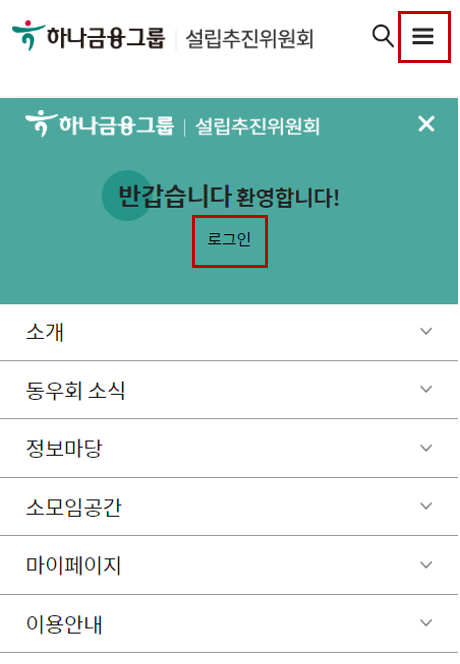 하나금융그룹 | 설립추진위원회
하나금융그룹 | 설립추진위원회
반갑습니다 환영합니다!
로그인
소개
동우회 소식
정보마당
소모임공간
마이페이지
이용안내